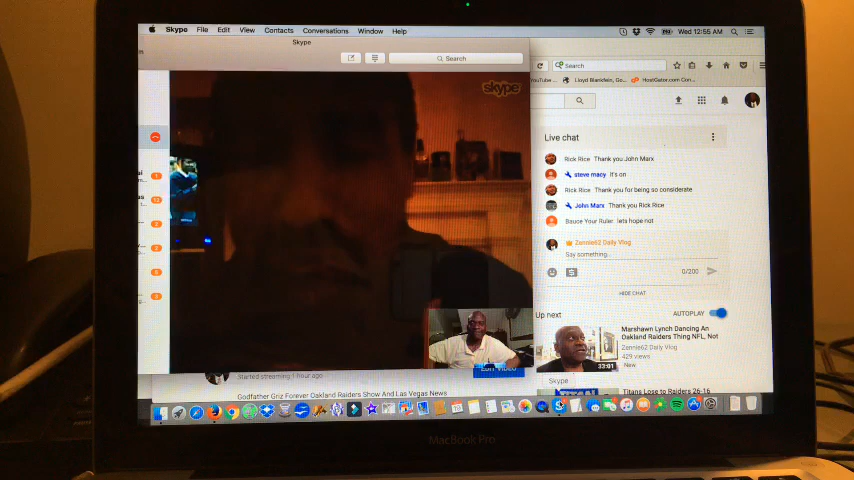 Skype File Edit View Contacts Conversations Window Help
Wed 12:55 AM
Skype
Search
Search
YouTube ... Lloyd Blankfein, Go... HostGator.com Con...
skype
Live chat
Rick Rice Thank you John Marx
steve macy It's on
Rick Rice Thank you for being so considerate
John Marx Thank you Rick Rice
Bauce Your Ruler. lets hope not
Zennie62 Daily Vlog
Say something...
0/200
HIDE CHAT
Up next
AUTOPLAY
Marshawn Lynch Dancing An
Oakland Raiders Thing NFL, Not
Zennie62 Daily Vlog
429 views
New
33:01
Skype
Titans Lose to Raiders 26-16
Started streaming 1 hour ago
Edit Video
Godfather Griz Forever Oakland Raiders Show And Las Vegas News
MacBook Pro